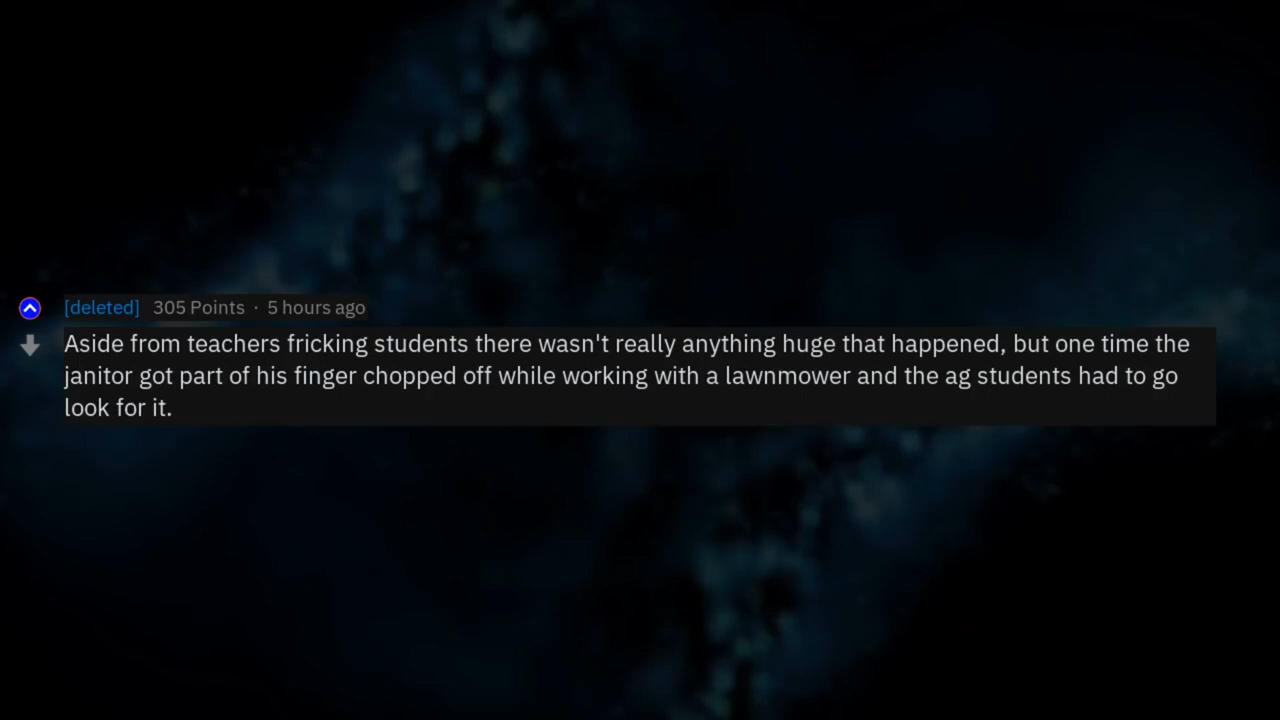 [deleted] 305 Points · 5 hours ago
Aside from teachers fricking students there wasn't really anything huge that happened, but one time the
janitor got part of his finger chopped off while working with a lawnmower and the ag students had to go
look for it.